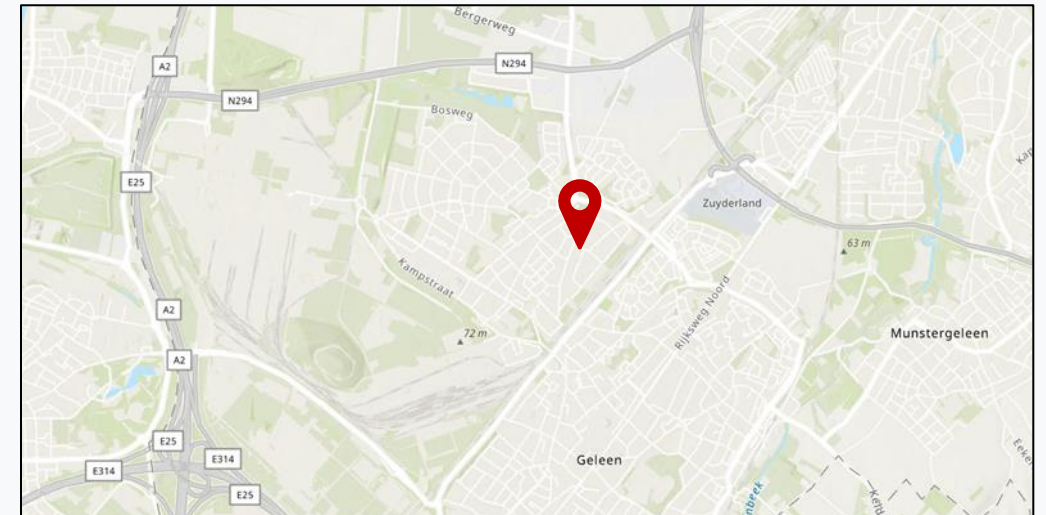 Bergerweg
A2
N294
N294
Bosweg
E25
Zuyderland
63 m
Kampstraat
A2
72 m
Rijksweg Noord
Munstergeleen
A2
E25
E314
E314
Geleen
E25